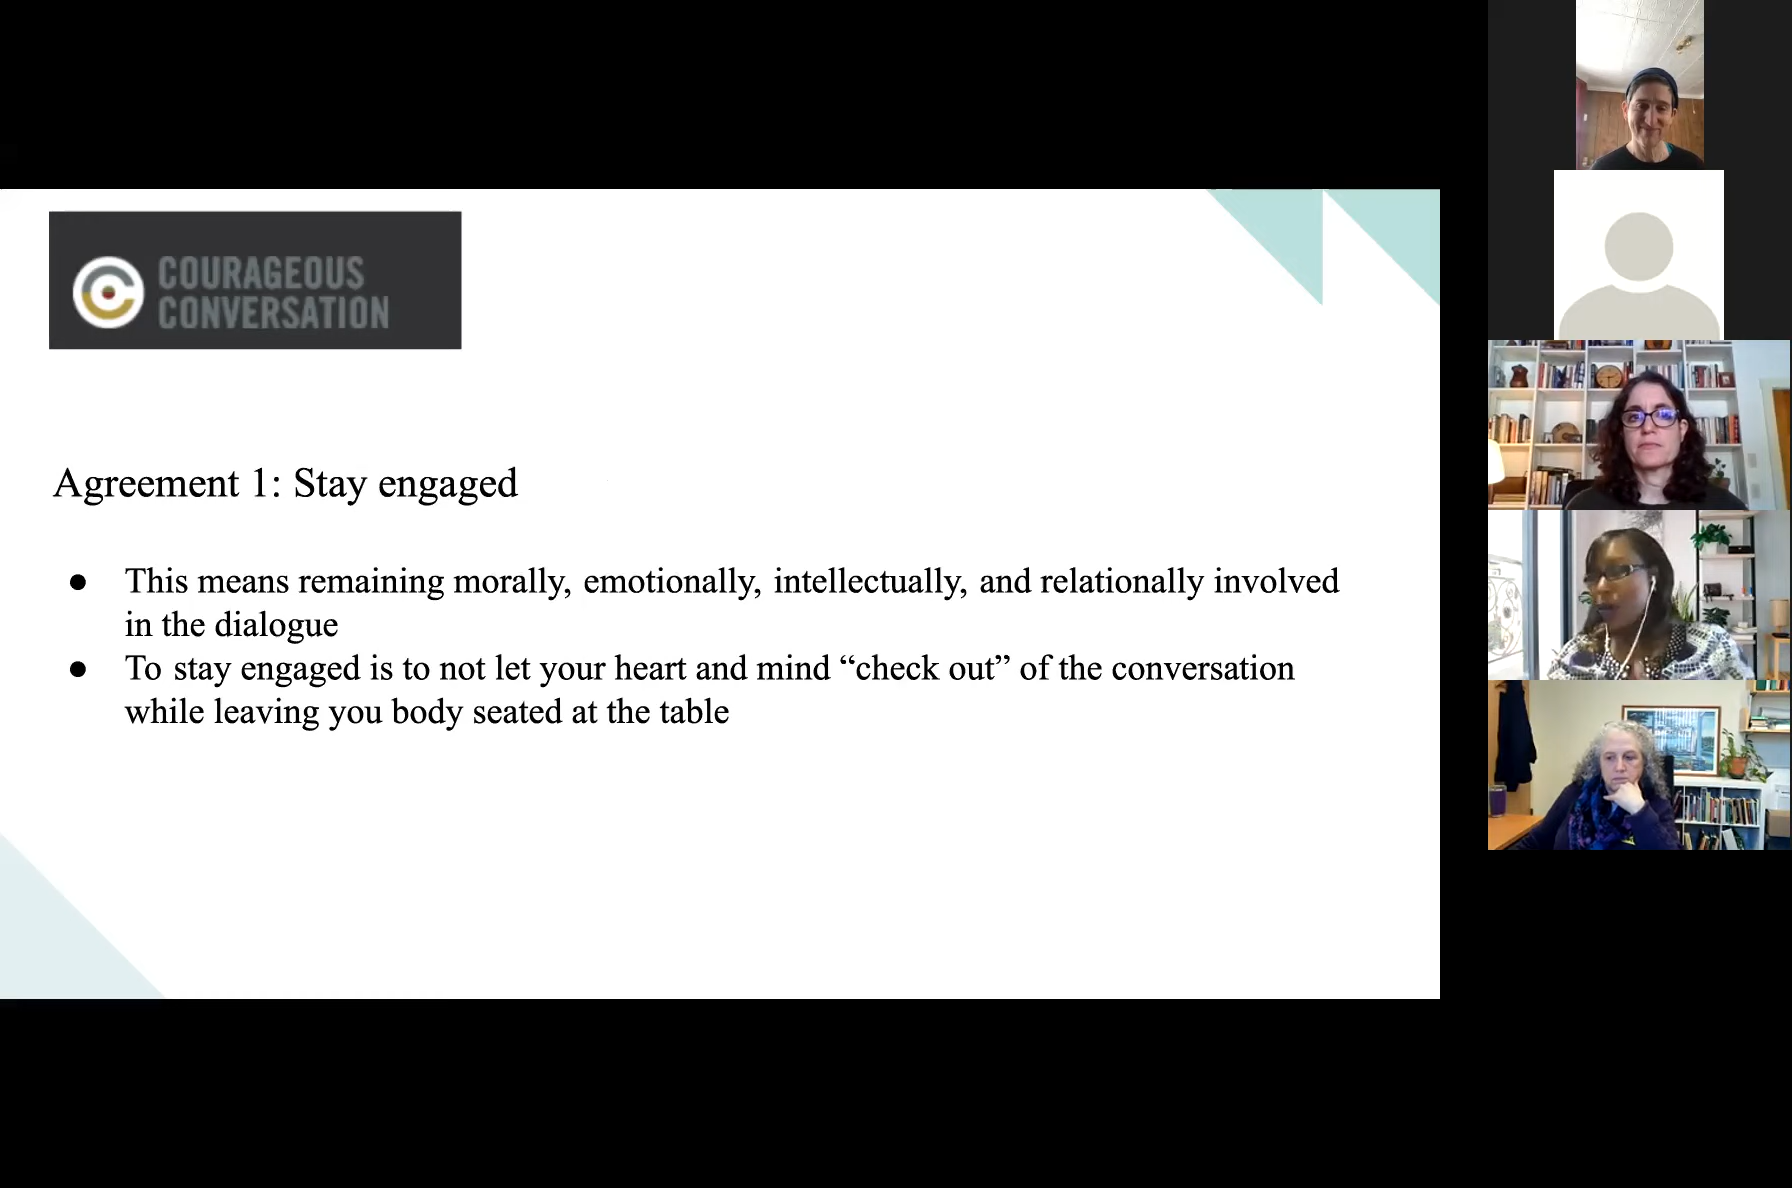 COURAGEOUS
CONVERSATION
Agreement 1: Stay engaged
● This means remaining morally, emotionally, intellectually, and relationally involved
in the dialogue
● To stay engaged is to not let your heart and mind “check out” of the conversation
while leaving you body seated at the table